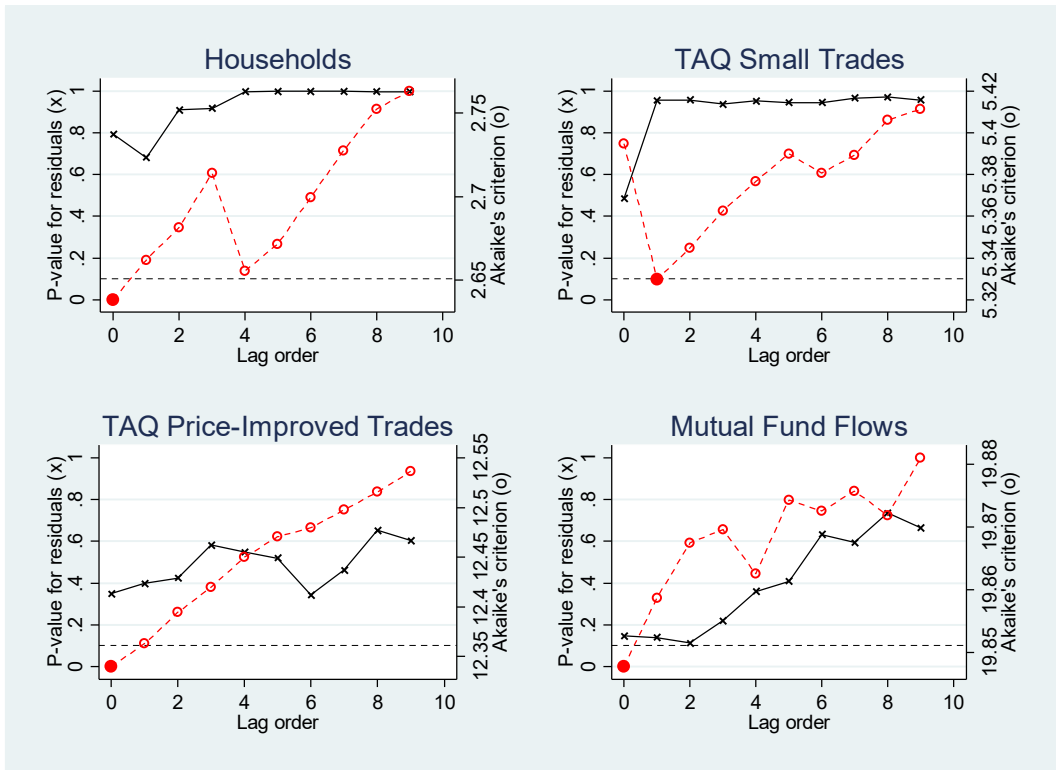 Households
P-value for residuals (x)
0 .2 .4 .6 .8 1
2.65 2.7 2.75
Akaike's criterion (o)
0 2 4 6 8 10
Lag order
TAQ Small Trades
P-value for residuals (x)
0 .2 .4 .6 .8 1
5.32 5.34 5.36 5.38 5.4 5.42
Akaike's criterion (o)
0 2 4 6 8 10
Lag order
TAQ Price-Improved Trades
P-value for residuals (x)
0 .2 .4 .6 .8 1
12.35 12.4 12.45 12.5 12.55
Akaike's criterion (o)
0 2 4 6 8 10
Lag order
Mutual Fund Flows
P-value for residuals (x)
0 .2 .4 .6 .8 1
19.85 19.86 19.87 19.88
Akaike's criterion (o)
0 2 4 6 8 10
Lag order